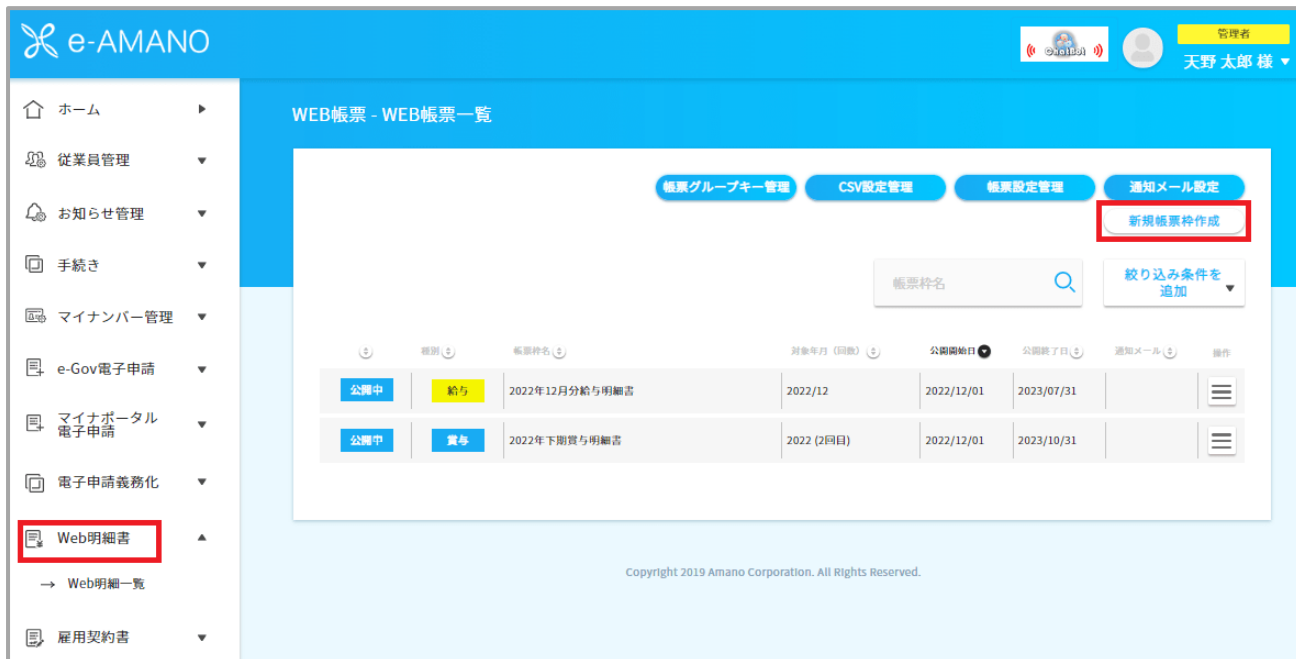 e-AMANO
ChatBot
管理者
天野 太郎 様 ▼
ホーム
従業員管理
お知らせ管理
手続き
マイナンバー管理
e-Gov電子申請
マイナポータル
電子申請
電子申請義務化
Web明細書
→ Web明細一覧
雇用契約書
WEB帳票 - WEB帳票一覧
帳票グループキー管理 CSV設定管理 帳票設定管理 通知メール設定
新規帳票枠作成
帳票枠名
絞り込み条件を
追加
種別 帳票枠名 対象年月（回数） 公開開始日 公開終了日 通知メール 操作
公開中 給与 2022年12月分給与明細書 2022/12 2022/12/01 2023/07/31
公開中 賞与 2022年下期賞与明細書 2022 (2回目) 2022/12/01 2023/10/31
Copyright 2019 Amano Corporation. All Rights Reserved.